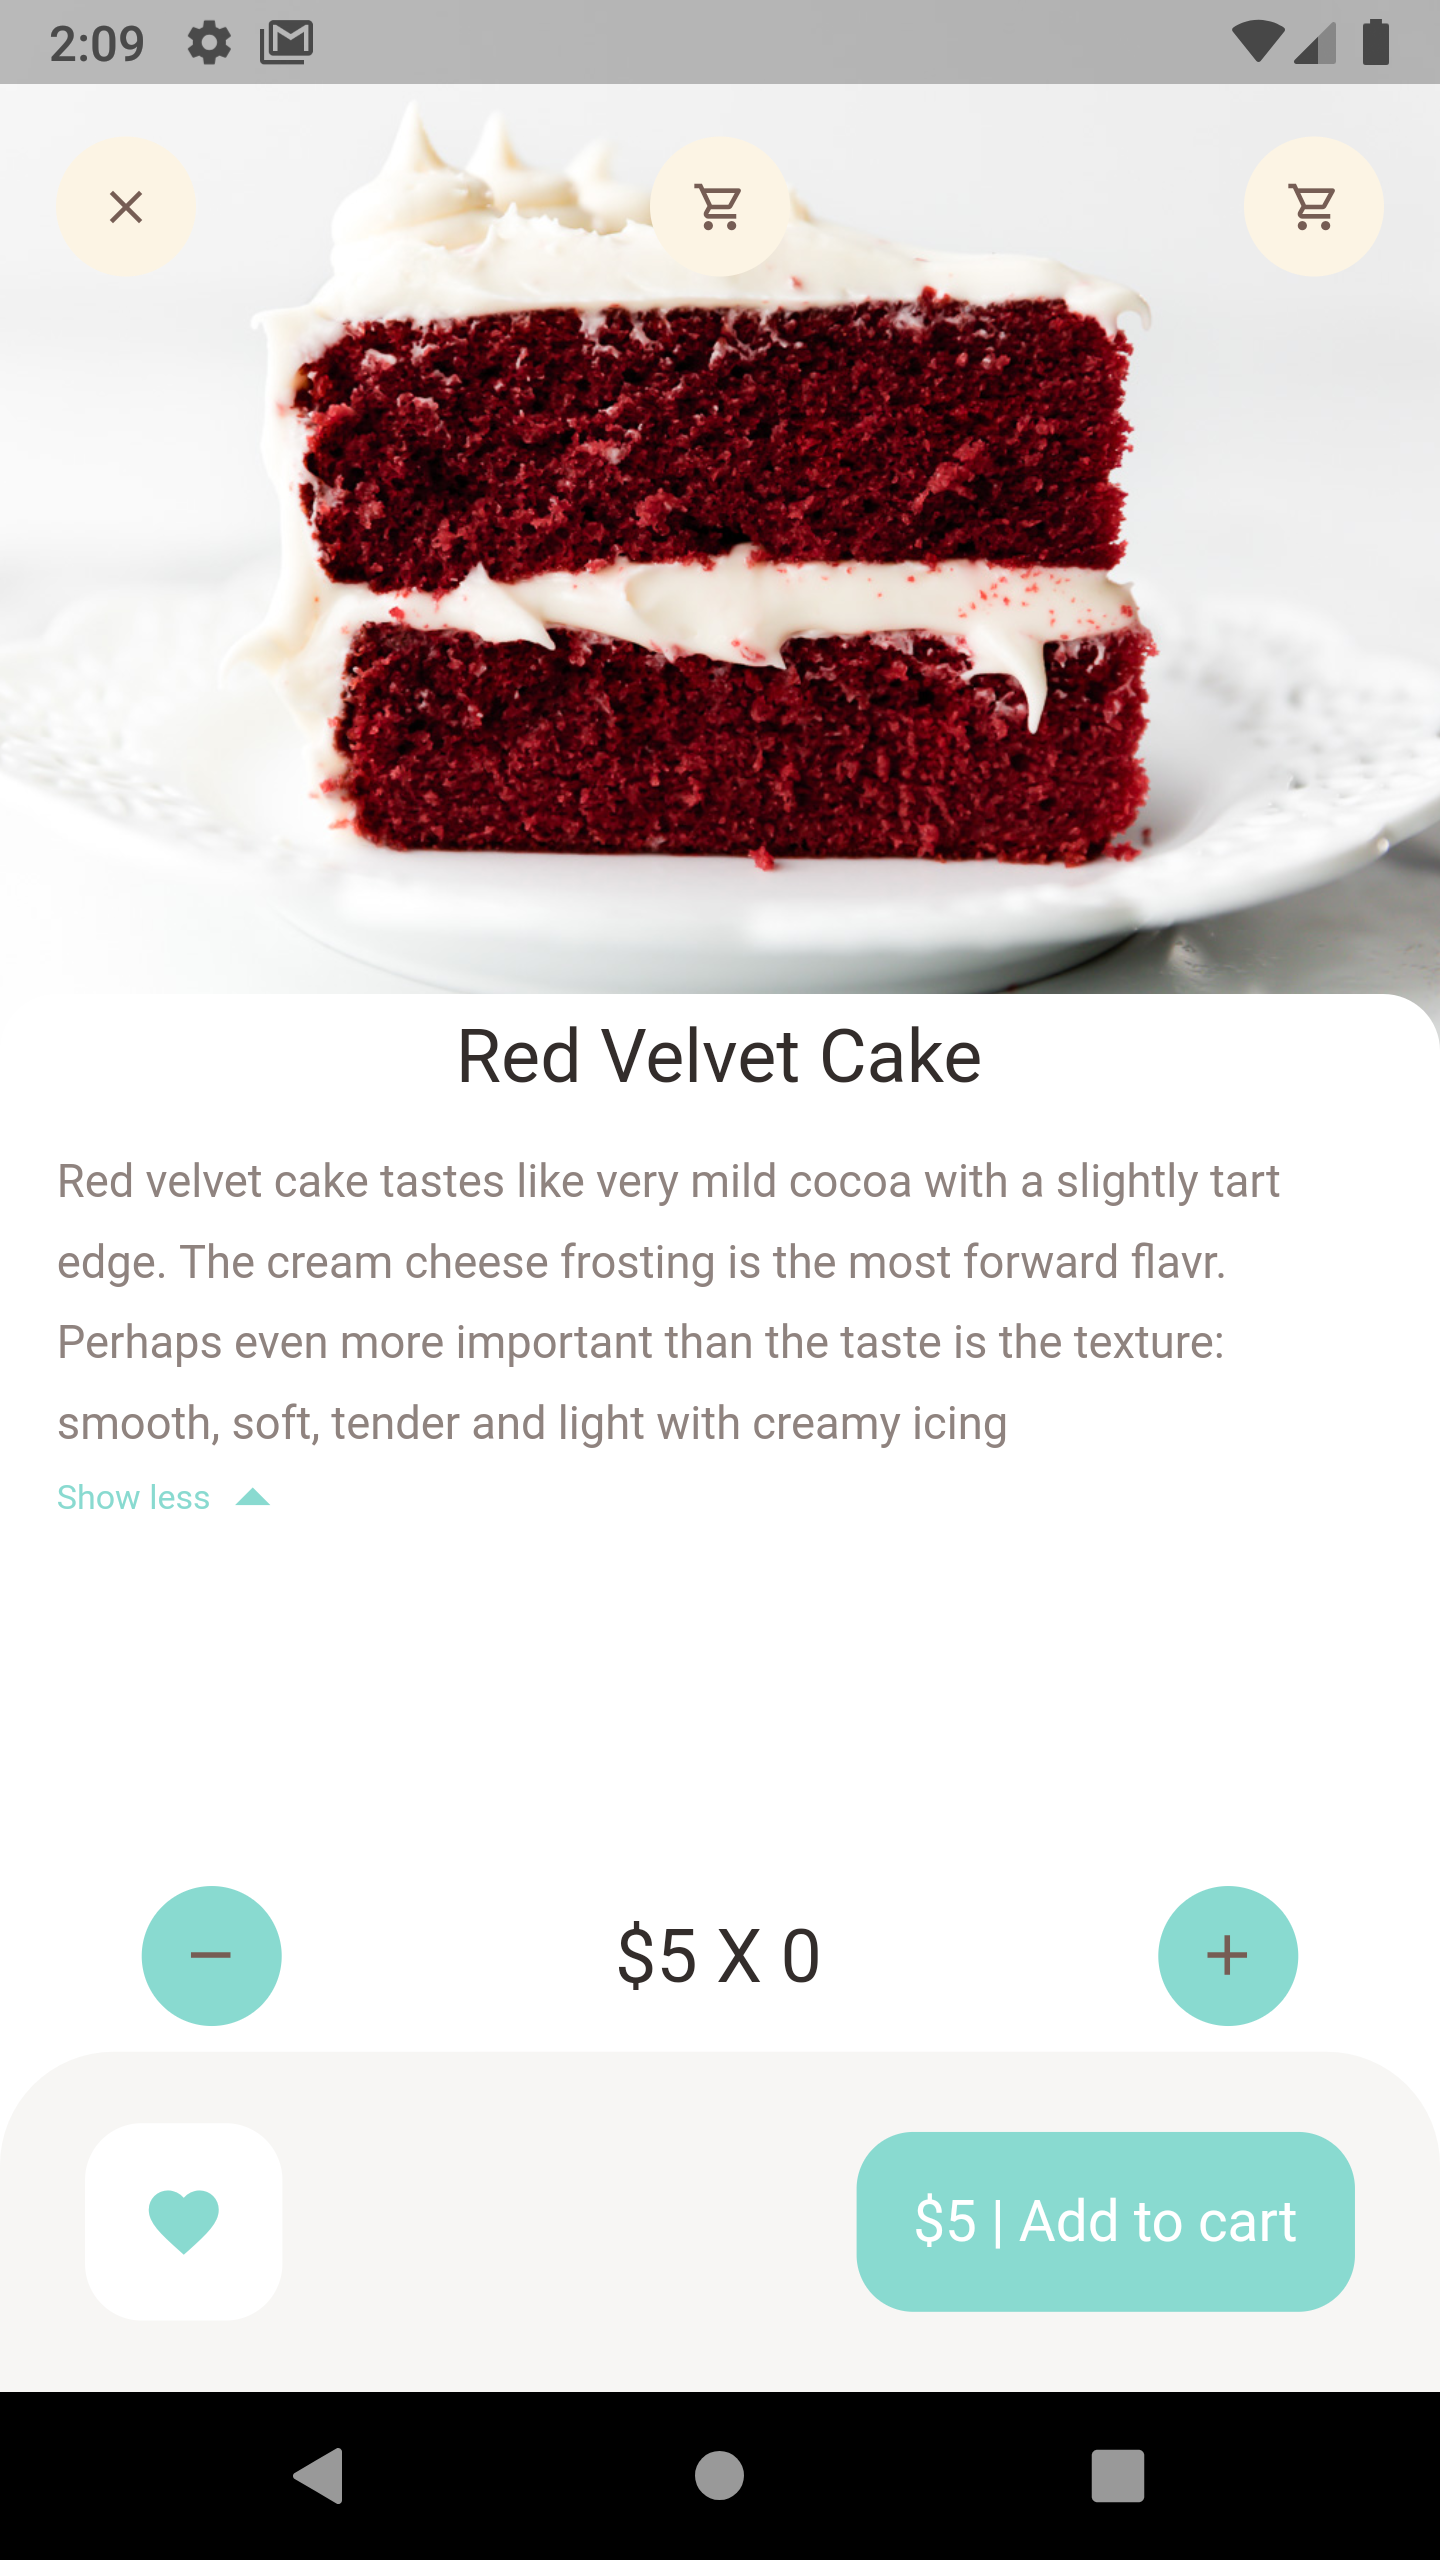 2:09
Red Velvet Cake
Red velvet cake tastes like very mild cocoa with a slightly tart
edge. The cream cheese frosting is the most forward flavr.
Perhaps even more important than the taste is the texture:
smooth, soft, tender and light with creamy icing
Show less
$5 X 0
$5 | Add to cart